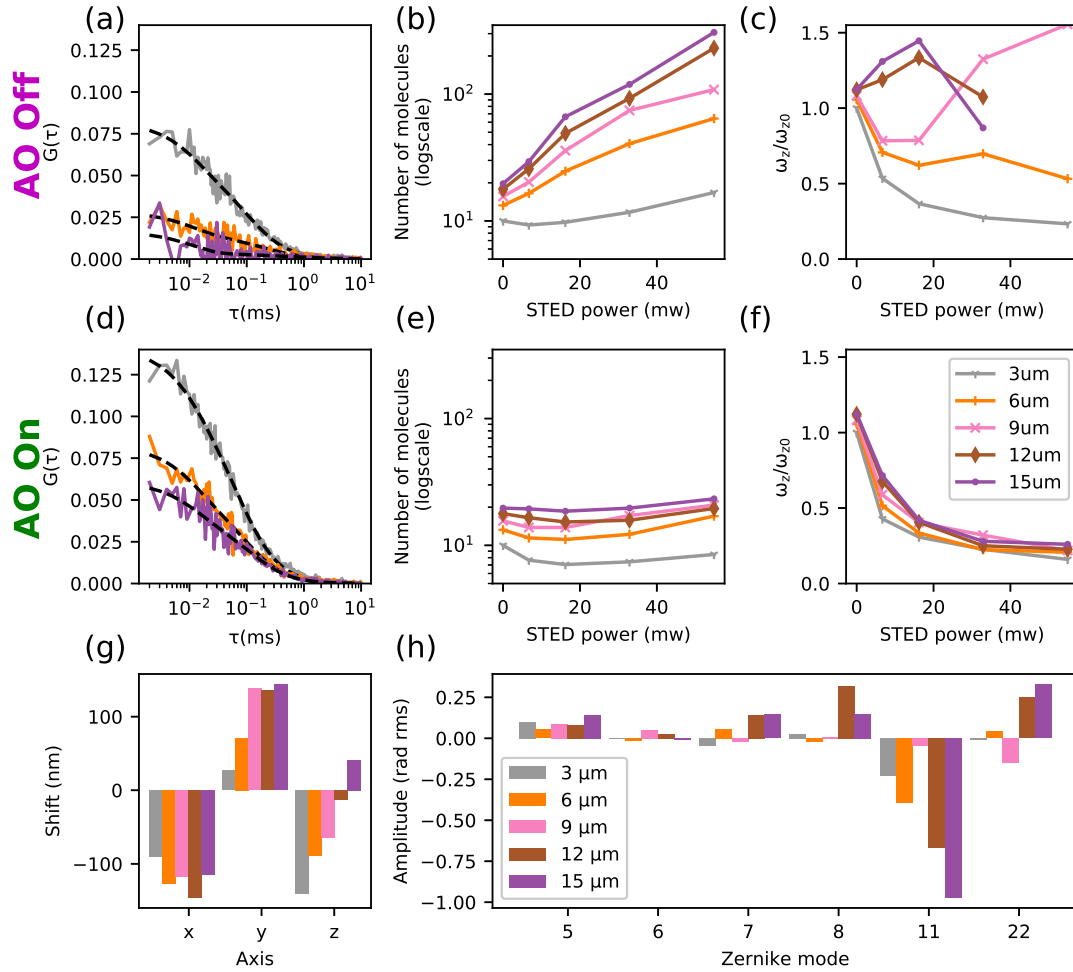 (a)
(b)
(c)
AO Off
G(τ)
0.125
0.100
0.075
0.050
0.025
0.000
10⁻² 10⁻¹ 10⁰ 10¹
τ(ms)
Number of molecules
(logscale)
10²
10¹
0 20 40
STED power (mw)
ω_z/ω_z0
1.5
1.0
0.5
0.0
0 20 40
STED power (mw)
(d)
(e)
(f)
AO On
G(τ)
0.125
0.100
0.075
0.050
0.025
0.000
10⁻² 10⁻¹ 10⁰ 10¹
τ(ms)
Number of molecules
(logscale)
10²
10¹
0 20 40
STED power (mw)
ω_z/ω_z0
1.5
1.0
0.5
0.0
0 20 40
STED power (mw)
3um
6um
9um
12um
15um
(g)
(h)
Shift (nm)
100
0
−100
x y z
Axis
Amplitude (rad rms)
0.25
0.00
−0.25
−0.50
−0.75
−1.00
3 μm
6 μm
9 μm
12 μm
15 μm
5 6 7 8 11 22
Zernike mode